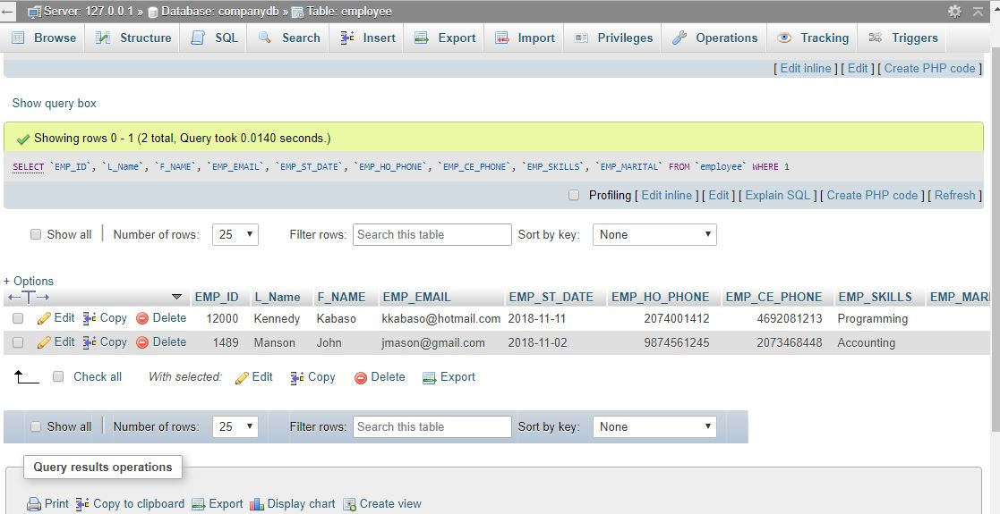 ← Server: 127.0.0.1 » Database: companydb » Table: employee
Browse Structure SQL Search Insert Export Import Privileges Operations Tracking Triggers
[ Edit inline ] [ Edit ] [ Create PHP code ]
Show query box
Showing rows 0 - 1 (2 total, Query took 0.0140 seconds.)
SELECT `EMP_ID`, `L_Name`, `F_NAME`, `EMP_EMAIL`, `EMP_ST_DATE`, `EMP_HO_PHONE`, `EMP_CE_PHONE`, `EMP_SKILLS`, `EMP_MARITAL` FROM `employee` WHERE 1
Profiling [ Edit inline ] [ Edit ] [ Explain SQL ] [ Create PHP code ] [ Refresh ]
Show all Number of rows: 25 Filter rows: Search this table Sort by key: None
+ Options
←T→ EMP_ID L_Name F_NAME EMP_EMAIL EMP_ST_DATE EMP_HO_PHONE EMP_CE_PHONE EMP_SKILLS EMP_MARI
Edit Copy Delete 12000 Kennedy Kabaso kkabaso@hotmail.com 2018-11-11 2074001412 4692081213 Programming
Edit Copy Delete 1489 Manson John jmason@gmail.com 2018-11-02 9874561245 2073468448 Accounting
Check all With selected: Edit Copy Delete Export
Show all Number of rows: 25 Filter rows: Search this table Sort by key: None
Query results operations
Print Copy to clipboard Export Display chart Create view